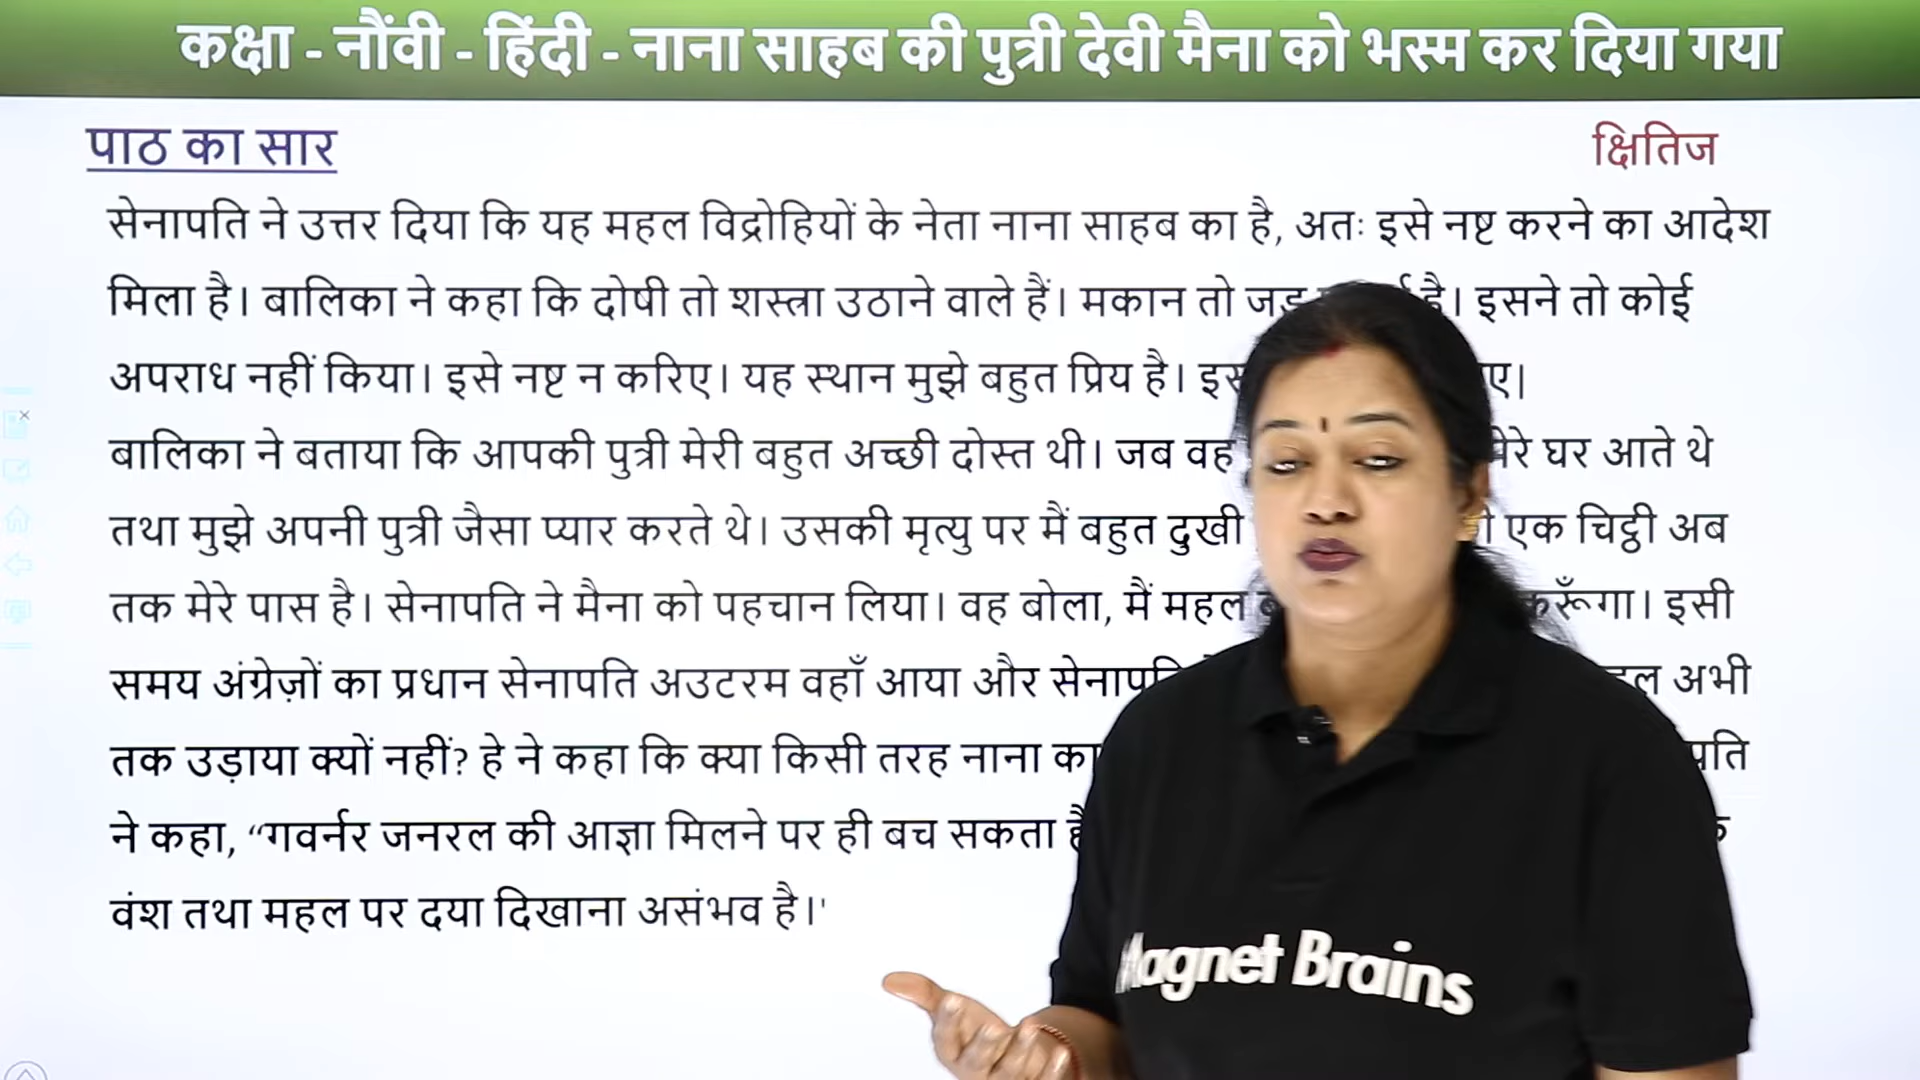 कक्षा - नौंवी - हिंदी - नाना साहब की पुत्री देवी मैना को भस्म कर दिया गया
पाठ का सार
क्षितिज
सेनापति ने उत्तर दिया कि यह महल विद्रोहियों के नेता नाना साहब का है, अतः इसे नष्ट करने का आदेश
मिला है। बालिका ने कहा कि दोषी तो शस्त्रा उठाने वाले हैं। मकान तो है। इसने तो कोई
अपराध नहीं किया। इसे नष्ट न करिए। यह स्थान मुझे बहुत प्रिय है।
बालिका ने बताया कि आपकी पुत्री मेरी बहुत अच्छी दोस्त थी। जब वह घर आते थे
तथा मुझे अपनी पुत्री जैसा प्यार करते थे। उसकी मृत्यु पर मैं बहुत दुखी एक चिट्ठी अब
तक मेरे पास है। सेनापति ने मैना को पहचान लिया। वह बोला, मैं महल करूँगा। इसी
समय अंग्रेज़ों का प्रधान सेनापति अउटरम वहाँ आया और अभी
तक उड़ाया क्यों नहीं? हे ने कहा कि क्या किसी तरह नाना का
ने कहा, “गवर्नर जनरल की आज्ञा मिलने पर ही बच सकता
वंश तथा महल पर दया दिखाना असंभव है।'
Magnet Brains